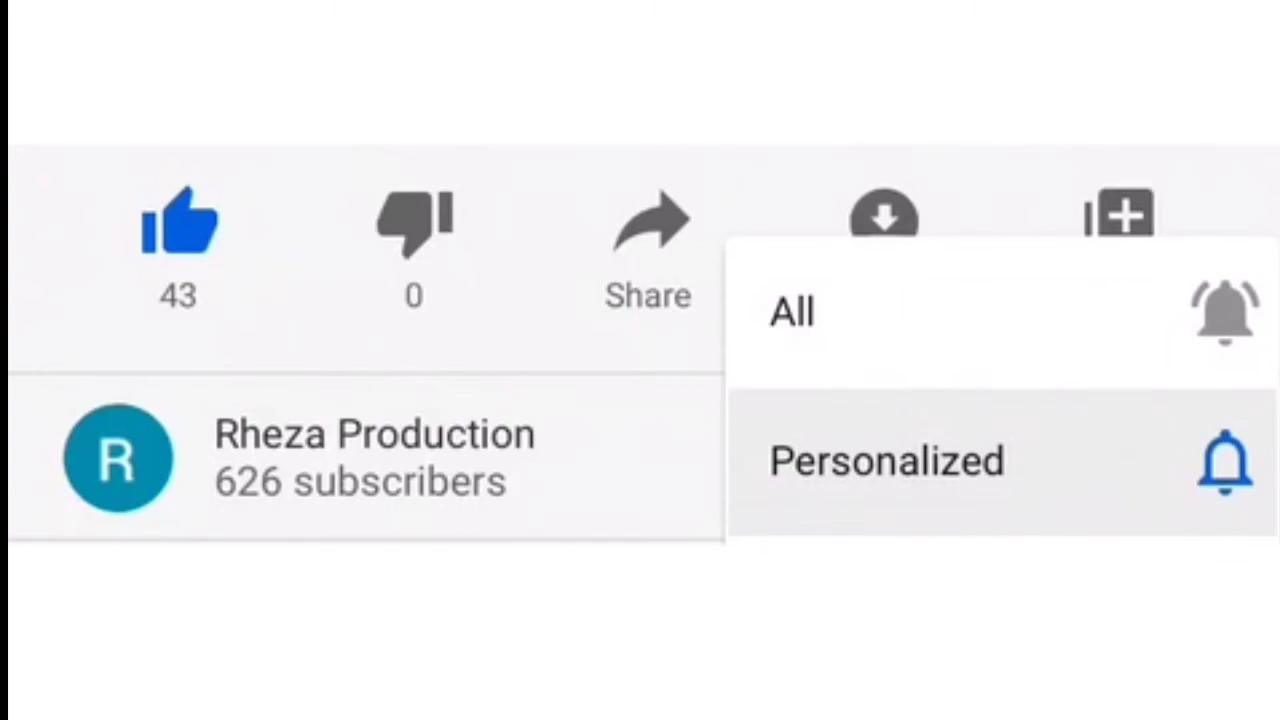 43
0
Share
All
R
Rheza Production
626 subscribers
Personalized